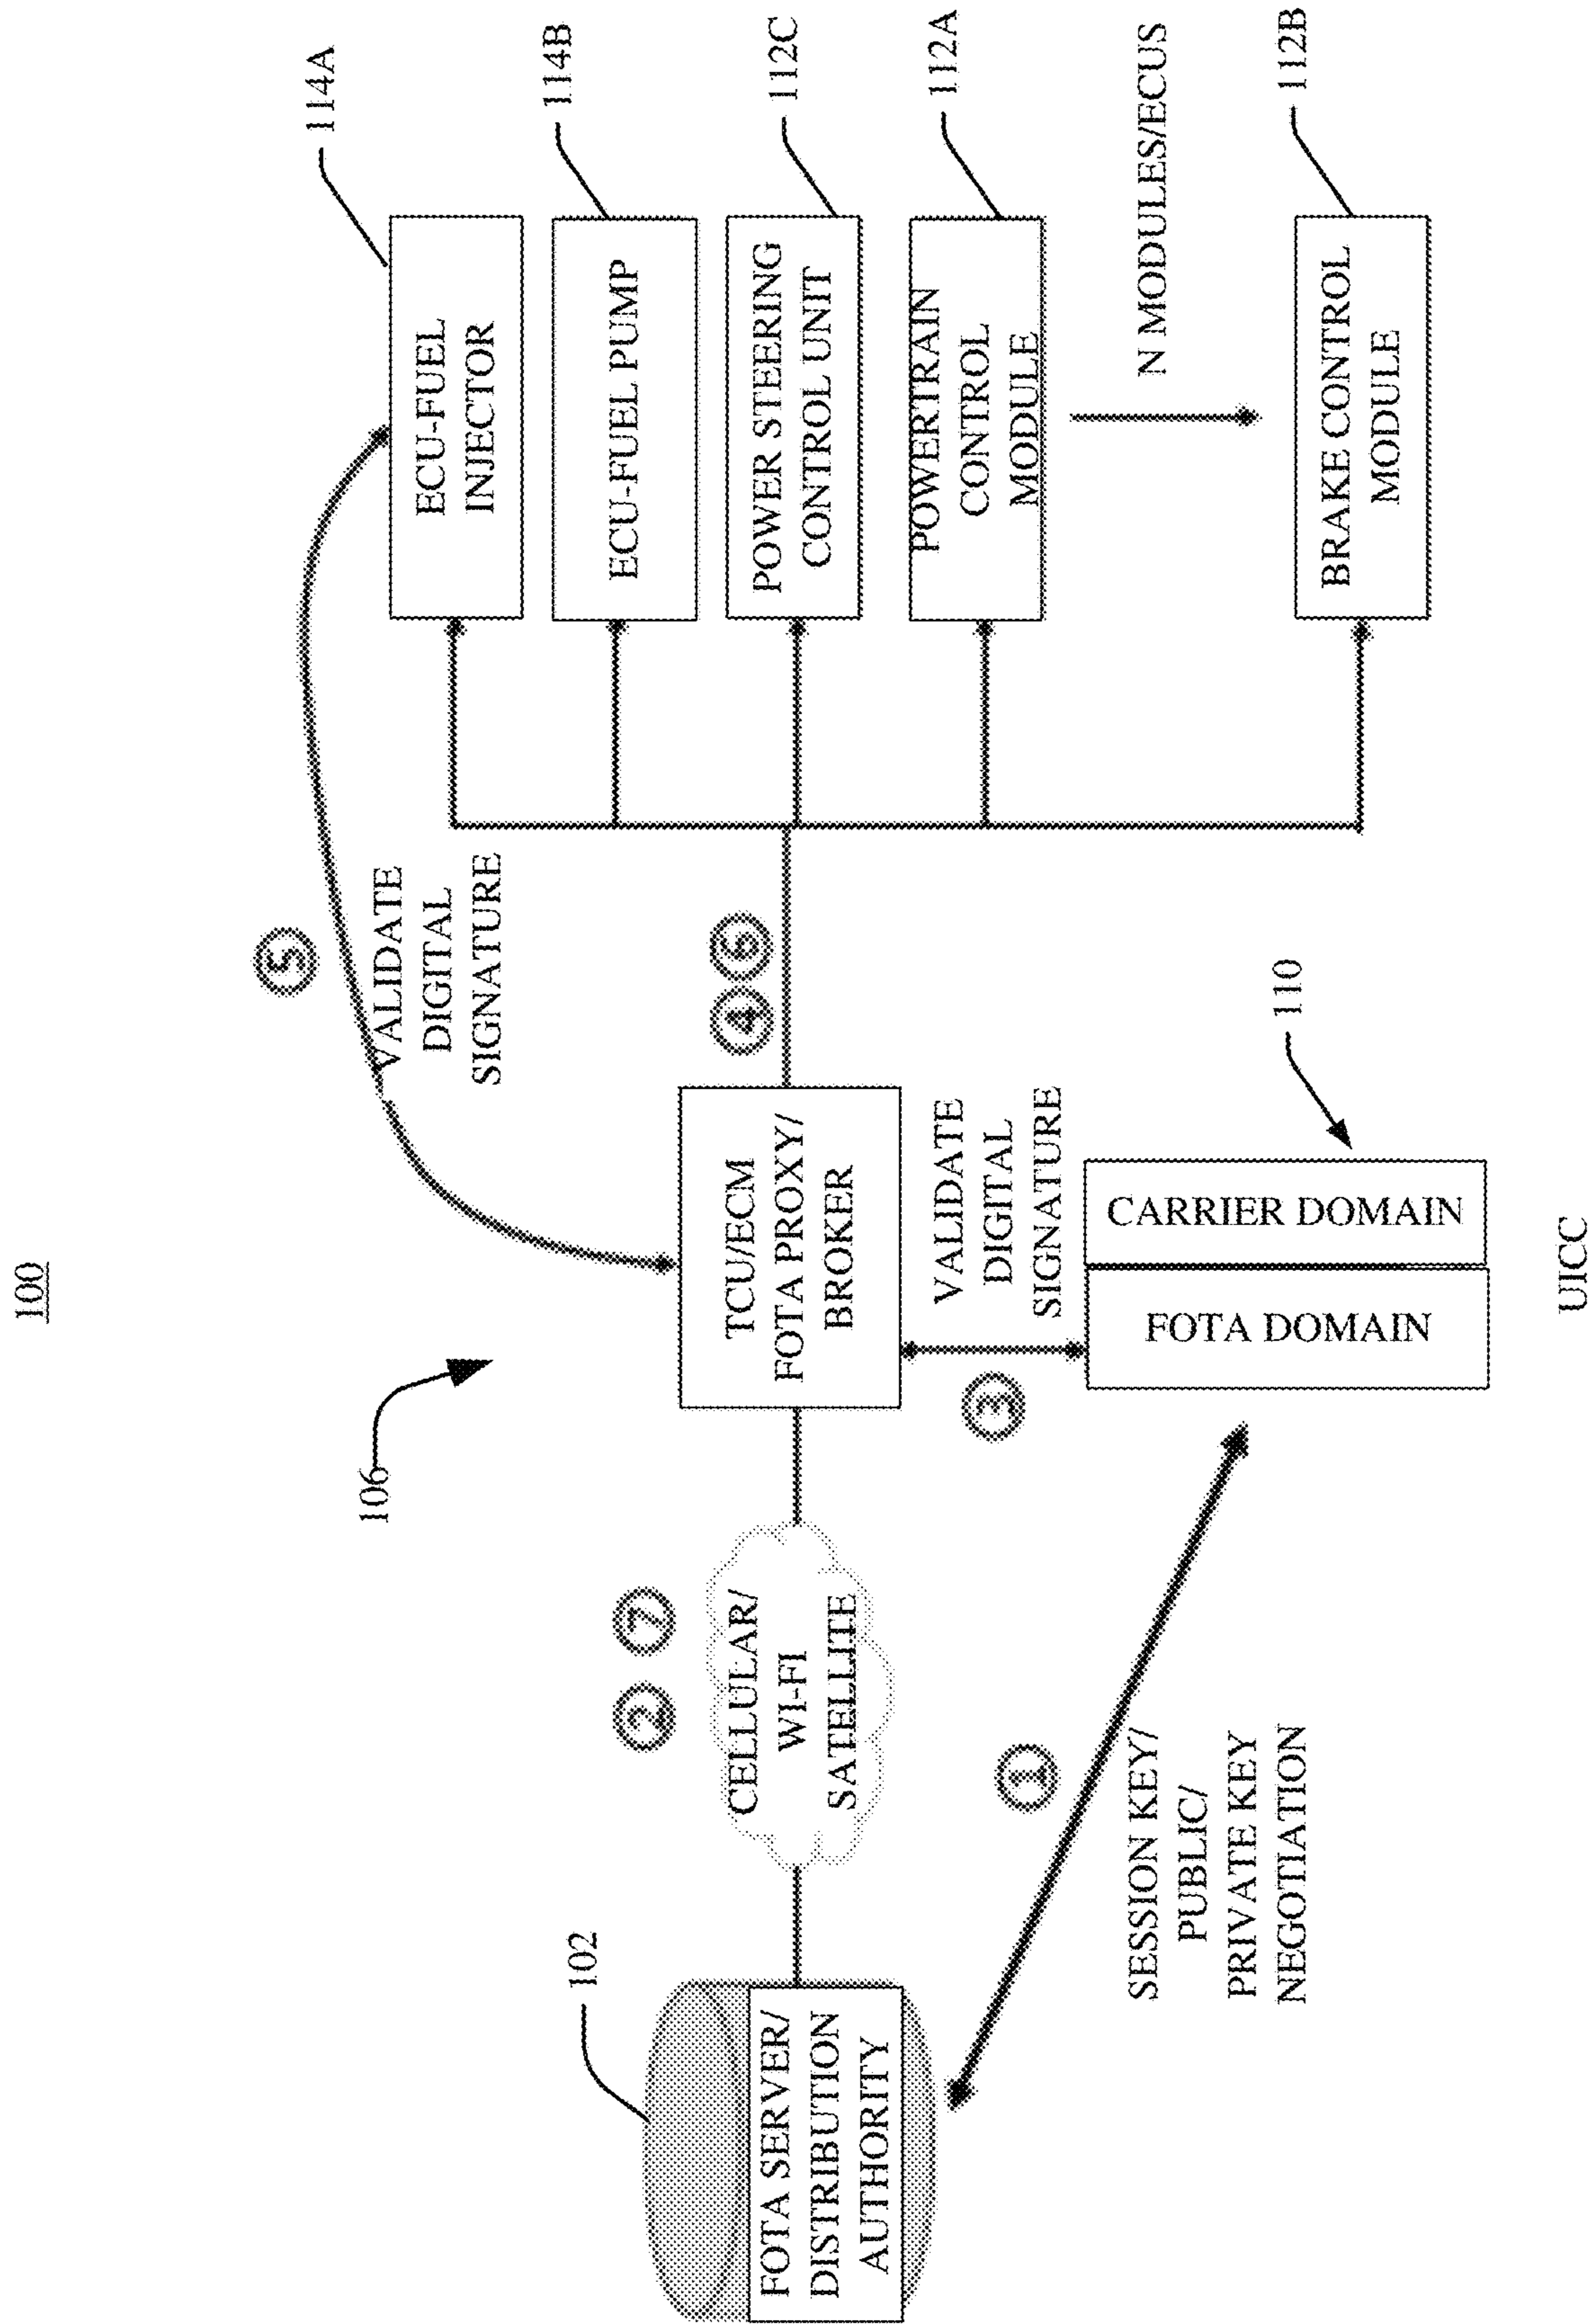 100
114A
ECU-FUEL
INJECTOR
5
VALIDATE
DIGITAL
SIGNATURE
114B
ECU-FUEL PUMP
112C
POWER STEERING
CONTROL UNIT
112A
POWERTRAIN
CONTROL
MODULE
N MODULES/ECUS
112B
BRAKE CONTROL
MODULE
106
TCU/ECM
FOTA PROXY/
BROKER
4 6
2 7
CELLULAR/
WI-FI
SATELLITE
102
FOTA SERVER/
DISTRIBUTION
AUTHORITY
3
VALIDATE
DIGITAL
SIGNATURE
110
FOTA DOMAIN
CARRIER DOMAIN
UICC
1
SESSION KEY/
PUBLIC/
PRIVATE KEY
NEGOTIATION